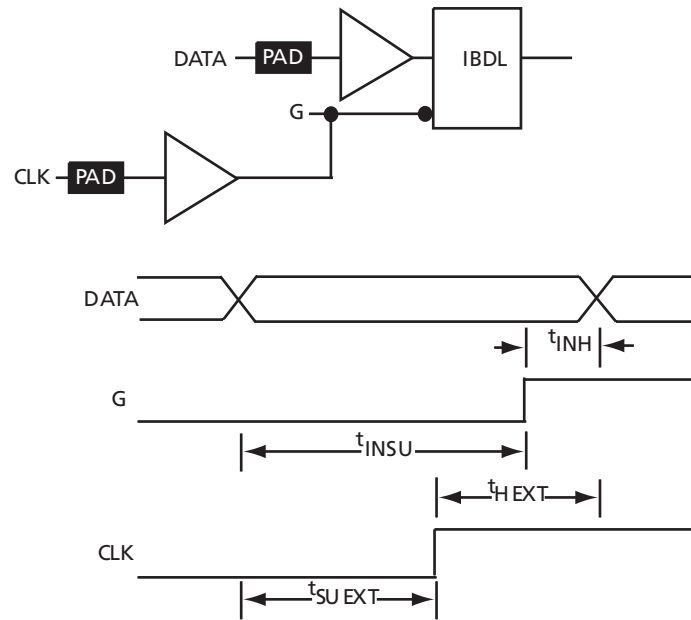 DATA PAD IBDL
G
CLK PAD
DATA
tINH
G
tINSU
tH EXT
CLK
tSU EXT